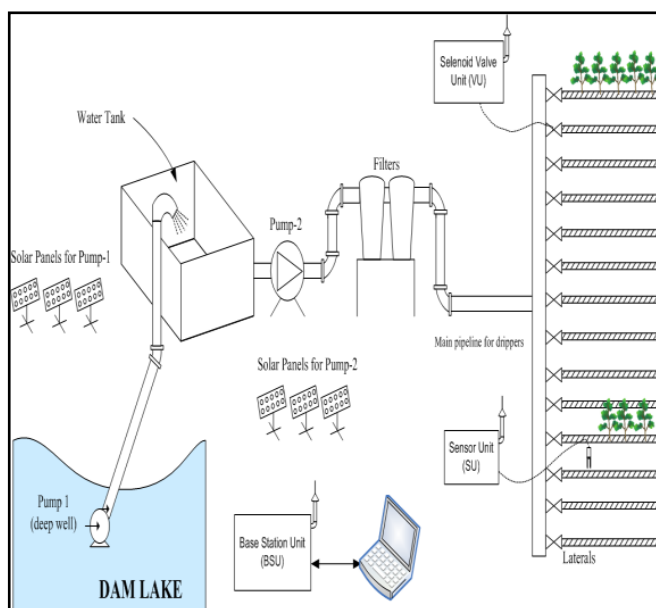 Selenoid Valve
Unit (VU)
Water Tank
Filters
Pump-2
Solar Panels for Pump-1
Main pipeline for drippers
Solar Panels for Pump-2
Sensor Unit
(SU)
Pump 1
(deep well)
Base Station Unit
(BSU)
Laterals
DAM LAKE